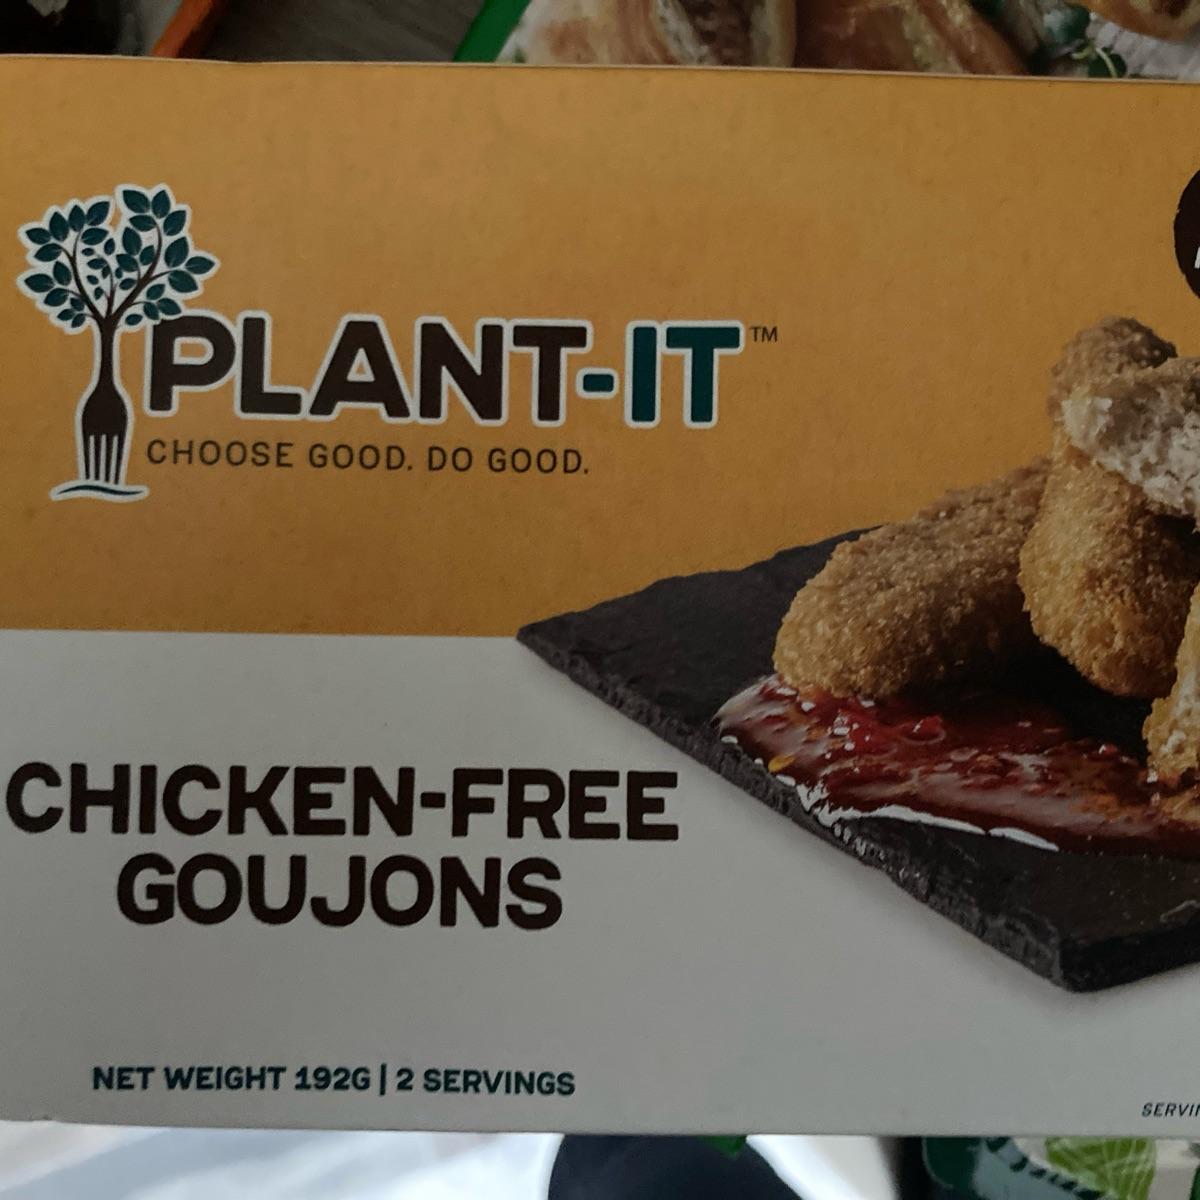 PLANT-IT™
CHOOSE GOOD. DO GOOD.
CHICKEN-FREE
GOUJONS
NET WEIGHT 192G | 2 SERVINGS